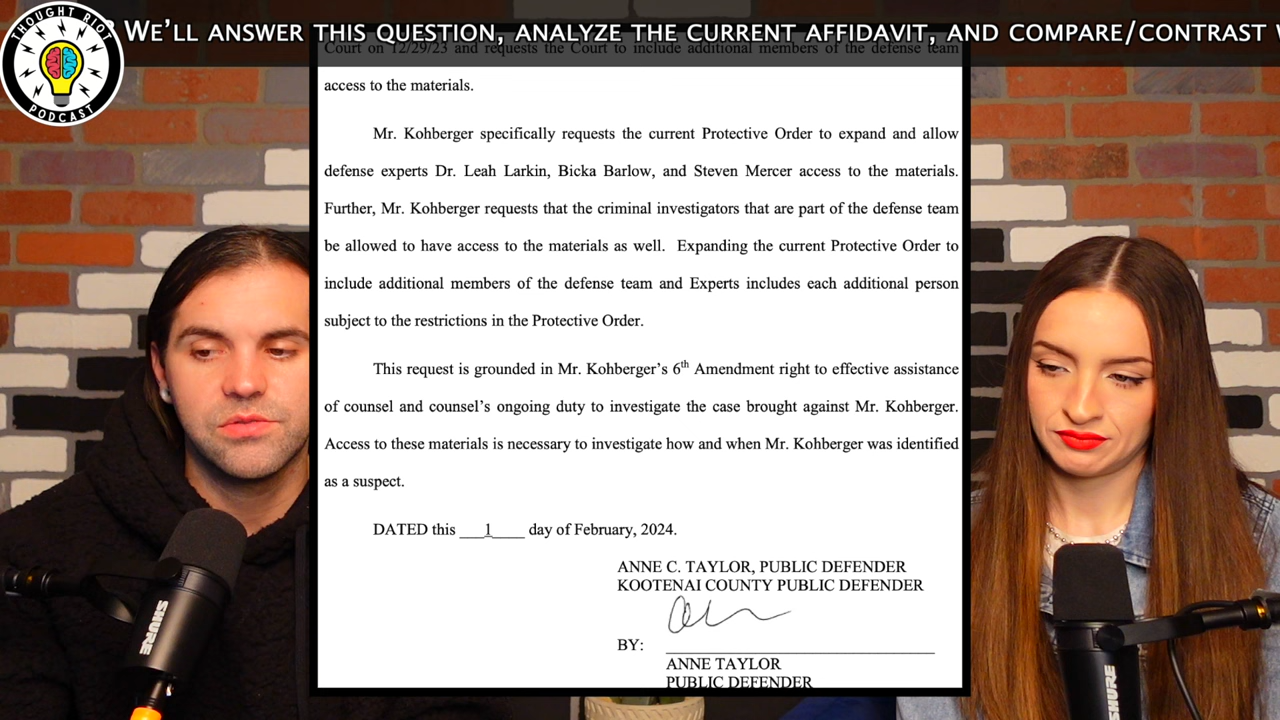 THOUGHT RIOT
PODCAST
? WE'LL ANSWER THIS QUESTION, ANALYZE THE CURRENT AFFIDAVIT, AND COMPARE/CONTRAST
Court on 12/29/23 and requests the Court to include additional members of the defense team
access to the materials.
Mr. Kohberger specifically requests the current Protective Order to expand and allow
defense experts Dr. Leah Larkin, Bicka Barlow, and Steven Mercer access to the materials.
Further, Mr. Kohberger requests that the criminal investigators that are part of the defense team
be allowed to have access to the materials as well. Expanding the current Protective Order to
include additional members of the defense team and Experts includes each additional person
subject to the restrictions in the Protective Order.
This request is grounded in Mr. Kohberger's 6th Amendment right to effective assistance
of counsel and counsel's ongoing duty to investigate the case brought against Mr. Kohberger.
Access to these materials is necessary to investigate how and when Mr. Kohberger was identified
as a suspect.
DATED this ___1____ day of February, 2024.
ANNE C. TAYLOR, PUBLIC DEFENDER
KOOTENAI COUNTY PUBLIC DEFENDER
BY:
ANNE TAYLOR
PUBLIC DEFENDER
SHURE
SHURE